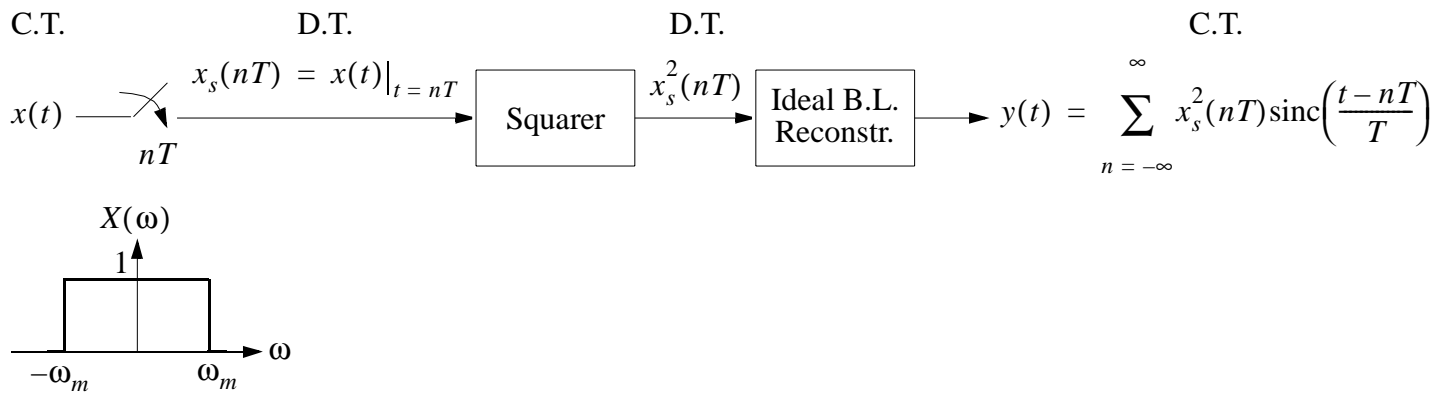 C.T. D.T. D.T. C.T.
x(t) nT x_s(nT) = x(t)|_{t = nT} Squarer x_s^2(nT) Ideal B.L. Reconstr. y(t) = ∑_{n = -∞}^{∞} x_s^2(nT) sinc((t - nT)/T)
X(ω)
1
ω
-ω_m ω_m